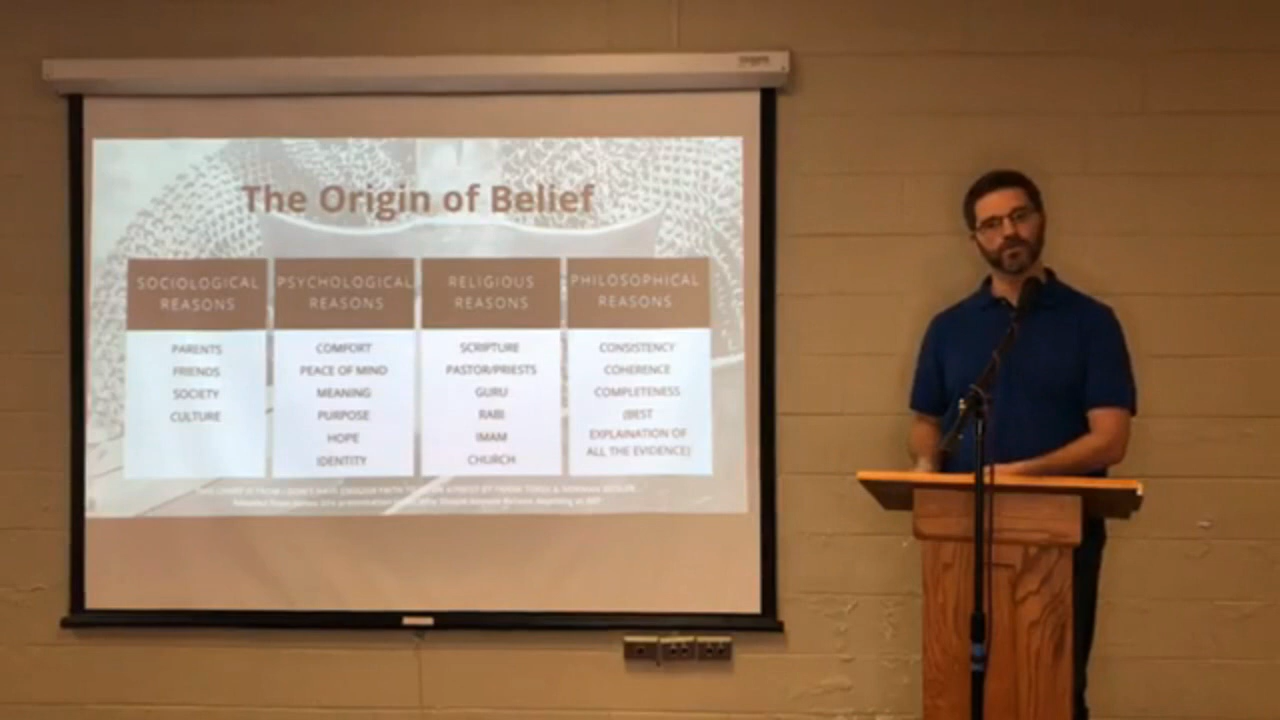 The Origin of Belief
SOCIOLOGICAL
REASONS
PARENTS
FRIENDS
SOCIETY
CULTURE
PSYCHOLOGICAL
REASONS
COMFORT
PEACE OF MIND
MEANING
PURPOSE
HOPE
IDENTITY
RELIGIOUS
REASONS
SCRIPTURE
PASTOR/PRIESTS
GURU
RABI
IMAM
CHURCH
PHILOSOPHICAL
REASONS
CONSISTENCY
COHERENCE
COMPLETENESS
(BEST
EXPLAINATION OF
ALL THE EVIDENCE)